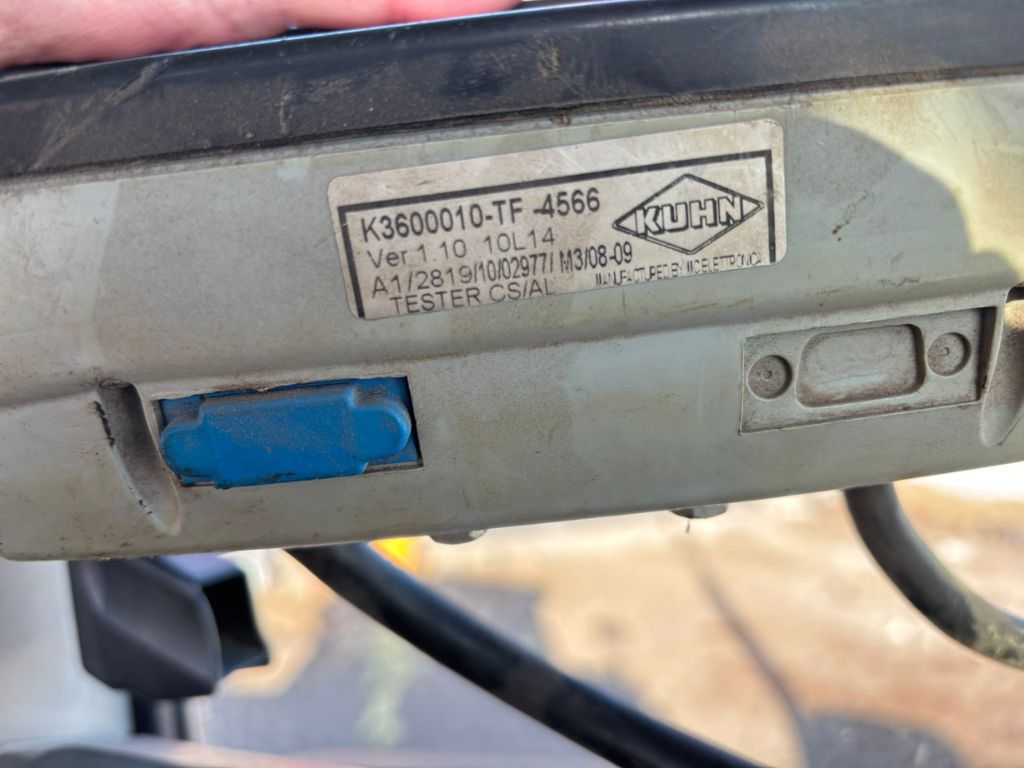 K3600010-TF -4566
Ver 1.10 10L14
A1/2819/10/02977/ M3/08-09
TESTER CS/AL
KUHN
MANUFACTURED BY MC ELETTRONICA